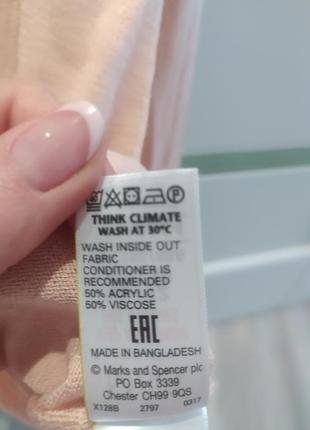 THINK CLIMATE
WASH AT 30°C
WASH INSIDE OUT
FABRIC
CONDITIONER IS
RECOMMENDED
50% ACRYLIC
50% VISCOSE
EAC
MADE IN BANGLADESH
© Marks and Spencer plc
PO Box 3339
Chester CH99 9QS
X128B 2797 0317